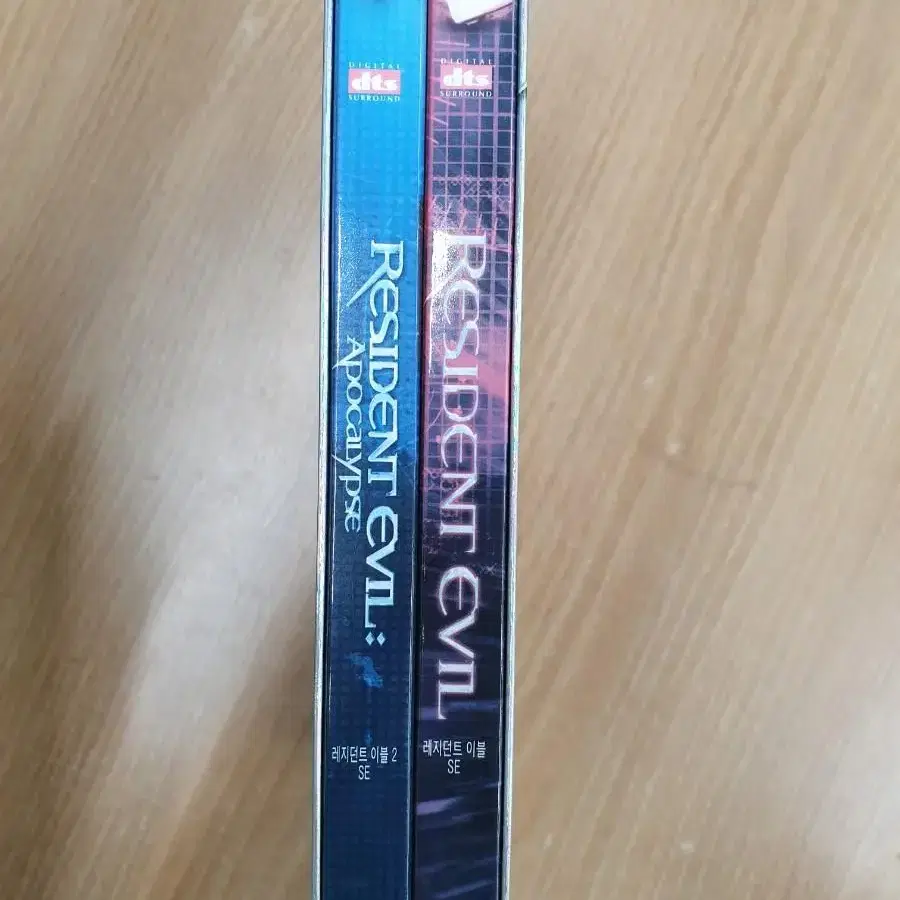 DIGITAL
dts
SURROUND
RESIDENT EVIL:
APOCALYPSE
레지던트 이블 2
SE
DIGITAL
dts
SURROUND
RESIDENT EVIL
레지던트 이블
SE